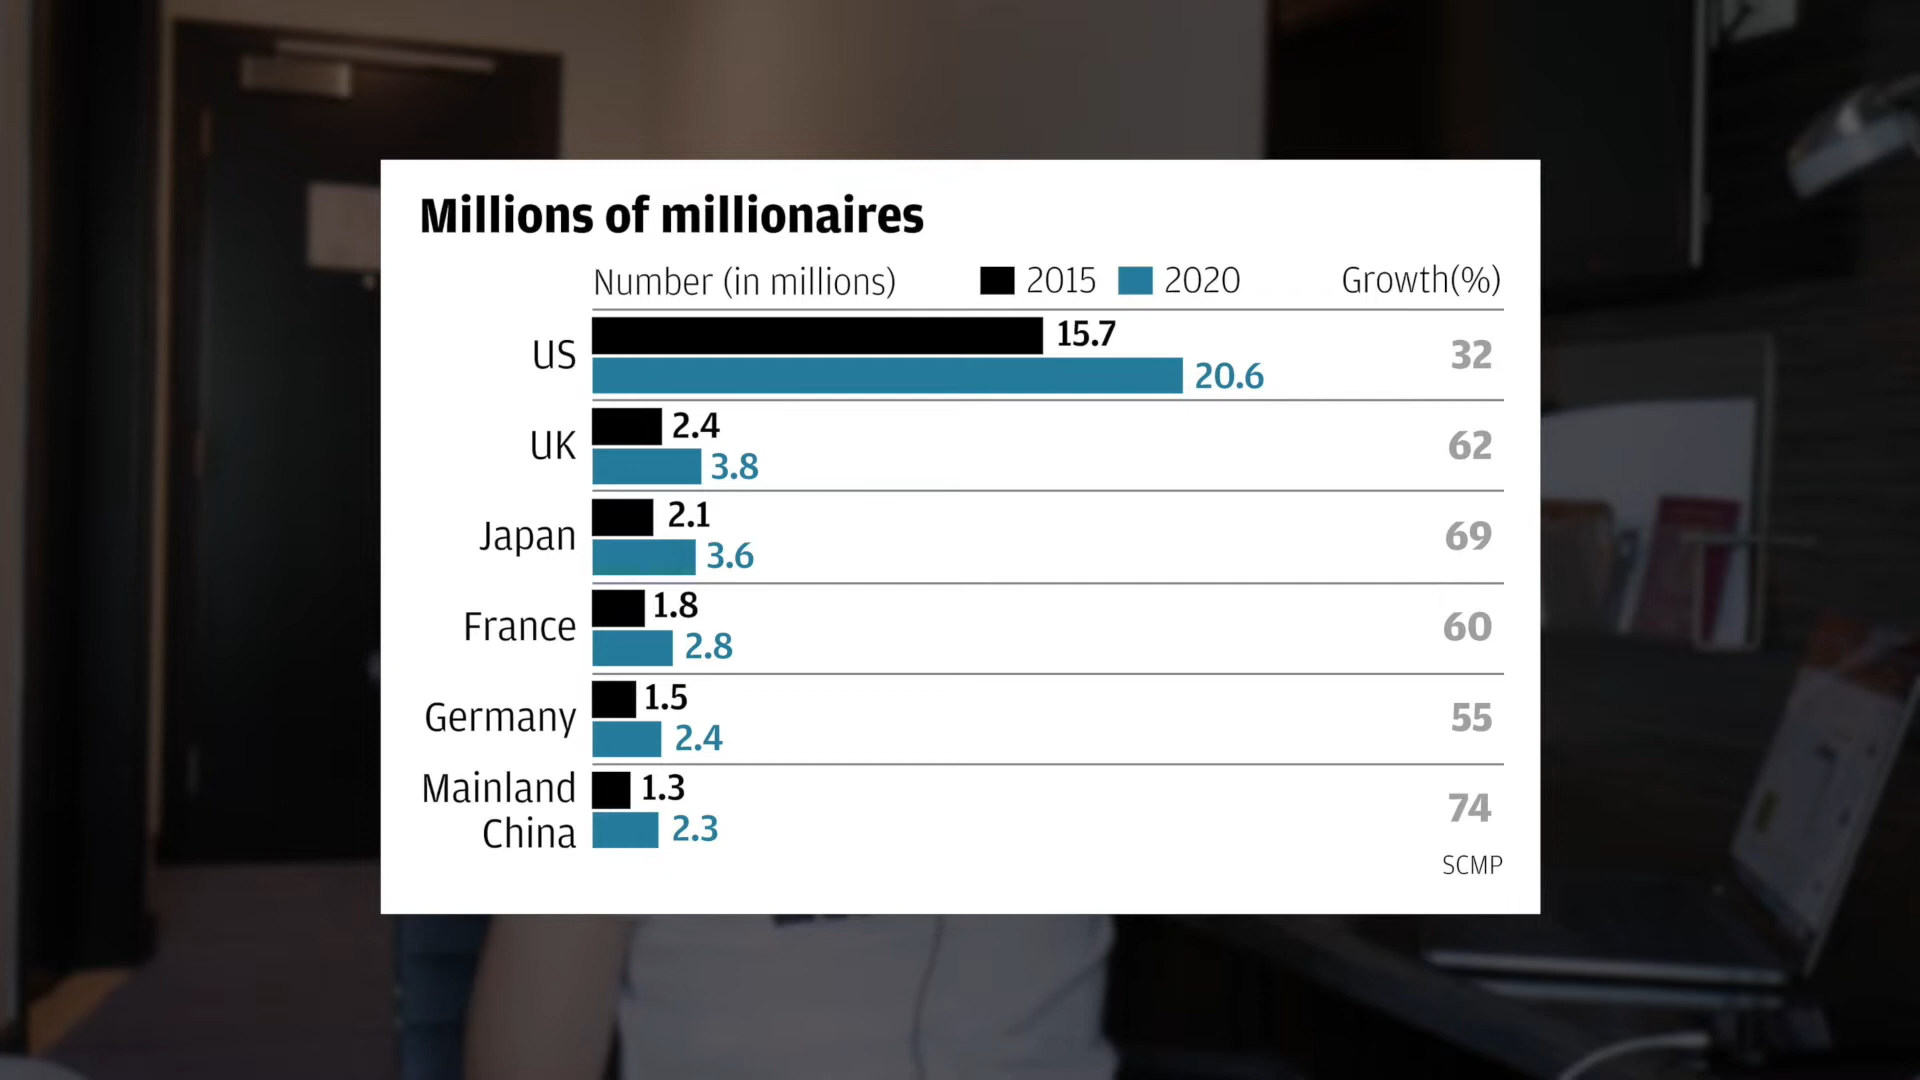 Millions of millionaires
Number (in millions) 2015 2020 Growth(%)
US 15.7 20.6 32
UK 2.4 3.8 62
Japan 2.1 3.6 69
France 1.8 2.8 60
Germany 1.5 2.4 55
Mainland China 1.3 2.3 74
SCMP